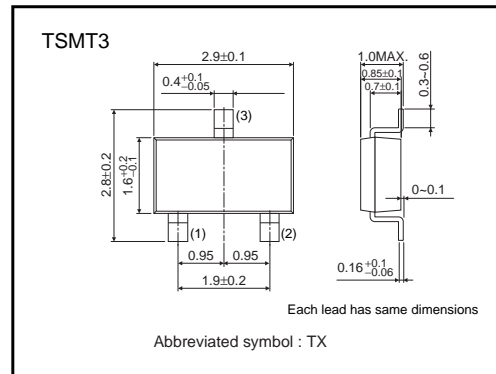 TSMT3
2.9±0.1
0.4 +0.1 -0.05
(3)
2.8±0.2
1.6 +0.2 -0.1
(1)
(2)
0.95
0.95
1.9±0.2
1.0MAX.
0.85±0.1
0.7±0.1
0.3~0.6
0~0.1
0.16 +0.1 -0.06
Each lead has same dimensions
Abbreviated symbol : TX